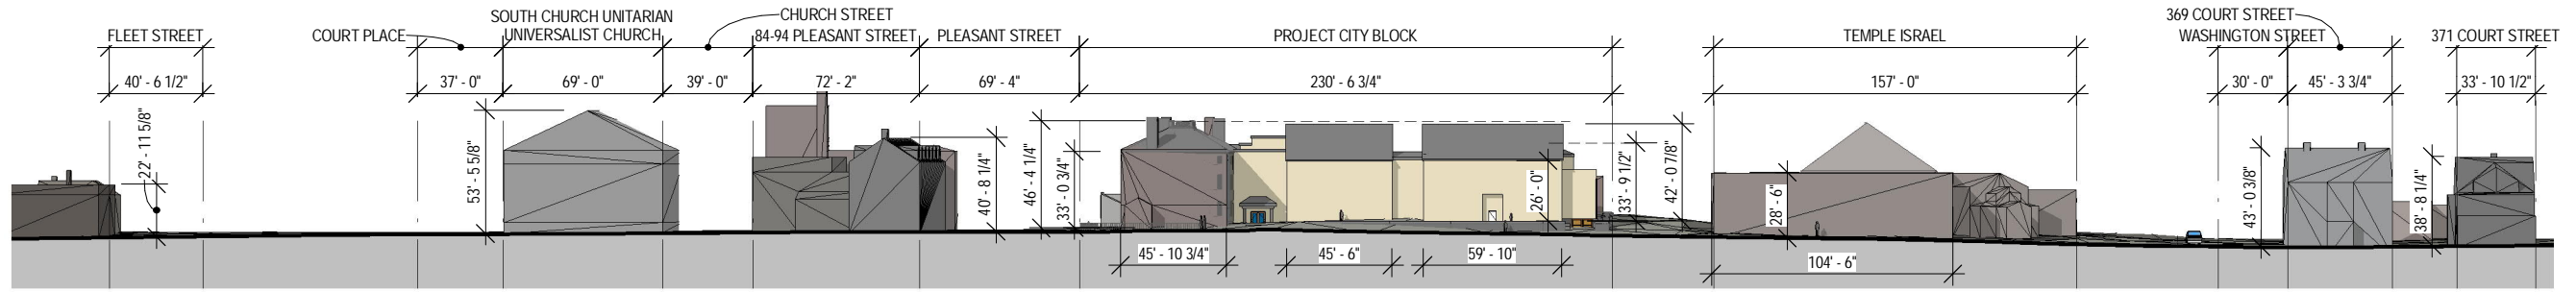 FLEET STREET
COURT PLACE
SOUTH CHURCH UNITARIAN
UNIVERSALIST CHURCH
CHURCH STREET
84-94 PLEASANT STREET
PLEASANT STREET
PROJECT CITY BLOCK
TEMPLE ISRAEL
369 COURT STREET
WASHINGTON STREET
371 COURT STREET
40' - 6 1/2"
37' - 0"
69' - 0"
39' - 0"
72' - 2"
69' - 4"
230' - 6 3/4"
157' - 0"
30' - 0"
45' - 3 3/4"
33' - 10 1/2"
22' - 11 5/8"
53' - 5 5/8"
40' - 8 1/4"
46' - 4 1/4"
33' - 0 3/4"
26' - 0"
33' - 9 1/2"
42' - 0 7/8"
28' - 6"
43' - 0 3/8"
38' - 8 1/4"
45' - 10 3/4"
45' - 6"
59' - 10"
104' - 6"